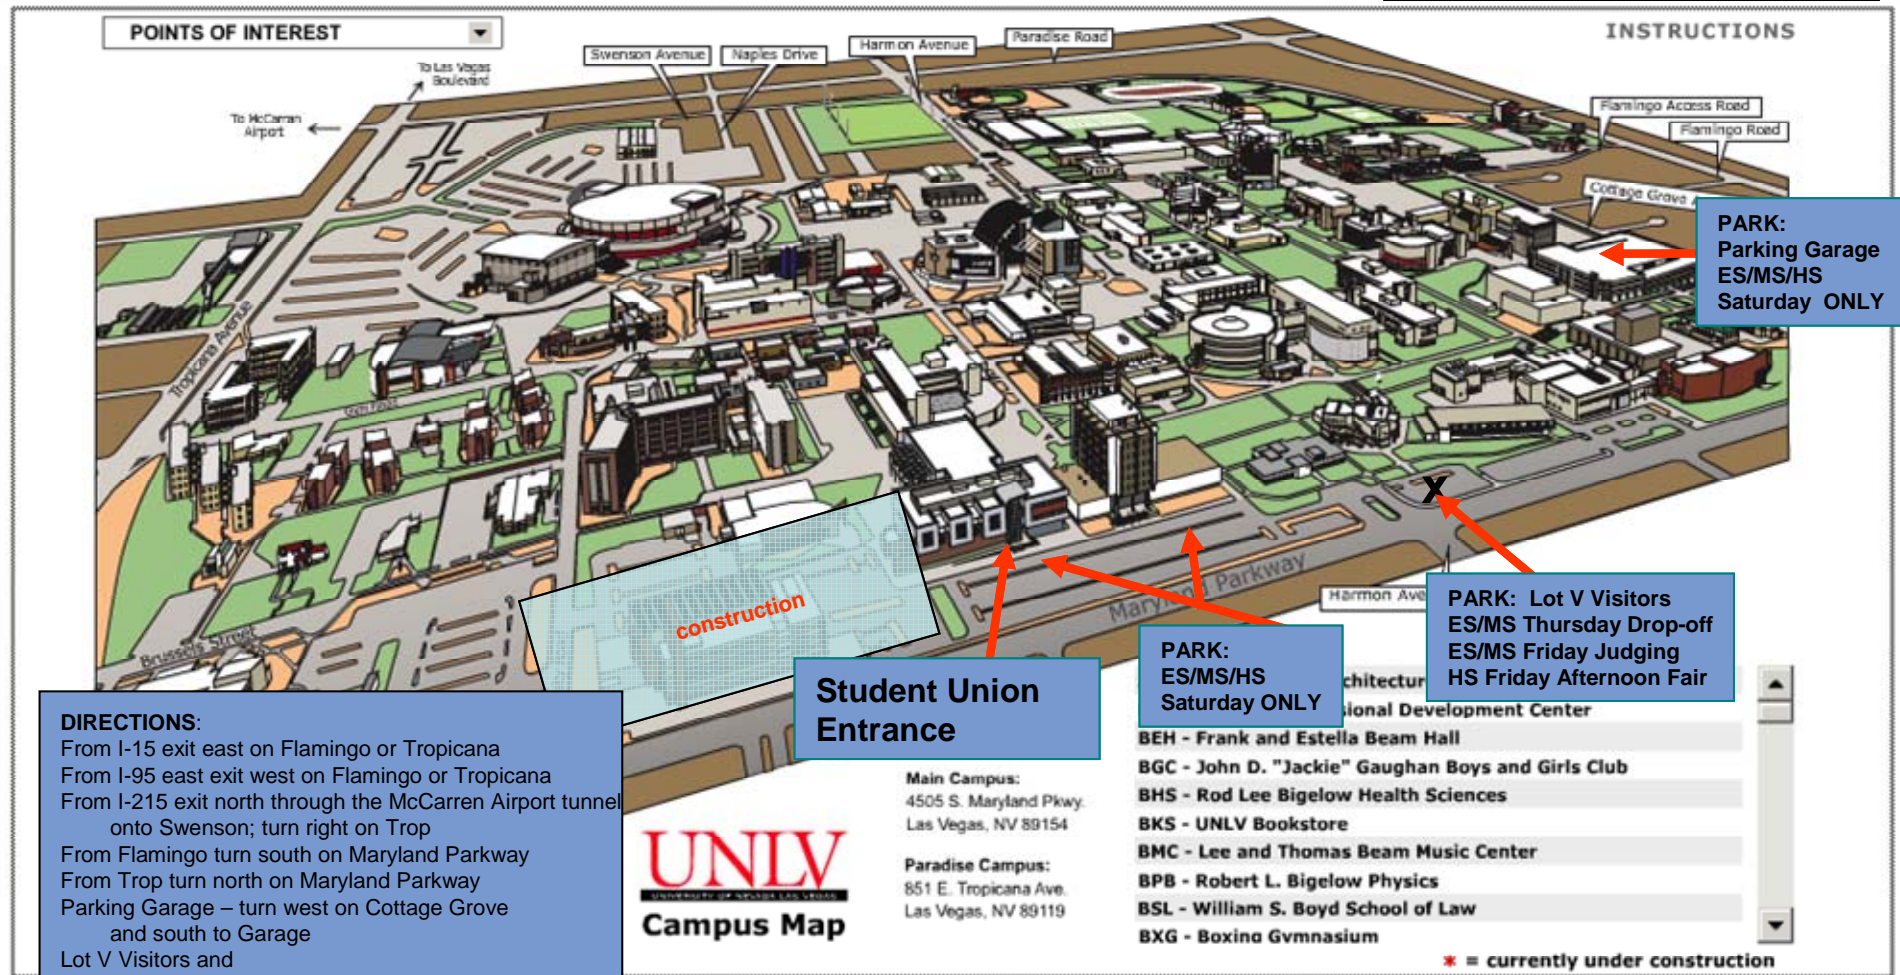 POINTS OF INTEREST
INSTRUCTIONS
To Las Vegas
Boulevard
To McCarran
Airport
Swenson Avenue
Naples Drive
Harmon Avenue
Paradise Road
Flamingo Access Road
Flamingo Road
Cottage Grove
PARK:
Parking Garage
ES/MS/HS
Saturday ONLY
Tropicana Avenue
Brussels Street
construction
Maryland Parkway
Harmon Ave
X
PARK: Lot V Visitors
ES/MS Thursday Drop-off
ES/MS Friday Judging
HS Friday Afternoon Fair
PARK:
ES/MS/HS
Saturday ONLY
Student Union
Entrance
DIRECTIONS:
From I-15 exit east on Flamingo or Tropicana
From I-95 east exit west on Flamingo or Tropicana
From I-215 exit north through the McCarren Airport tunnel
onto Swenson; turn right on Trop
From Flamingo turn south on Maryland Parkway
From Trop turn north on Maryland Parkway
Parking Garage – turn west on Cottage Grove
and south to Garage
Lot V Visitors and
UNLV
UNIVERSITY OF NEVADA LAS VEGAS
Campus Map
Main Campus:
4505 S. Maryland Pkwy.
Las Vegas, NV 89154
Paradise Campus:
851 E. Tropicana Ave.
Las Vegas, NV 89119
chitectur
sional Development Center
BEH - Frank and Estella Beam Hall
BGC - John D. "Jackie" Gaughan Boys and Girls Club
BHS - Rod Lee Bigelow Health Sciences
BKS - UNLV Bookstore
BMC - Lee and Thomas Beam Music Center
BPB - Robert L. Bigelow Physics
BSL - William S. Boyd School of Law
BXG - Boxing Gymnasium
* = currently under construction